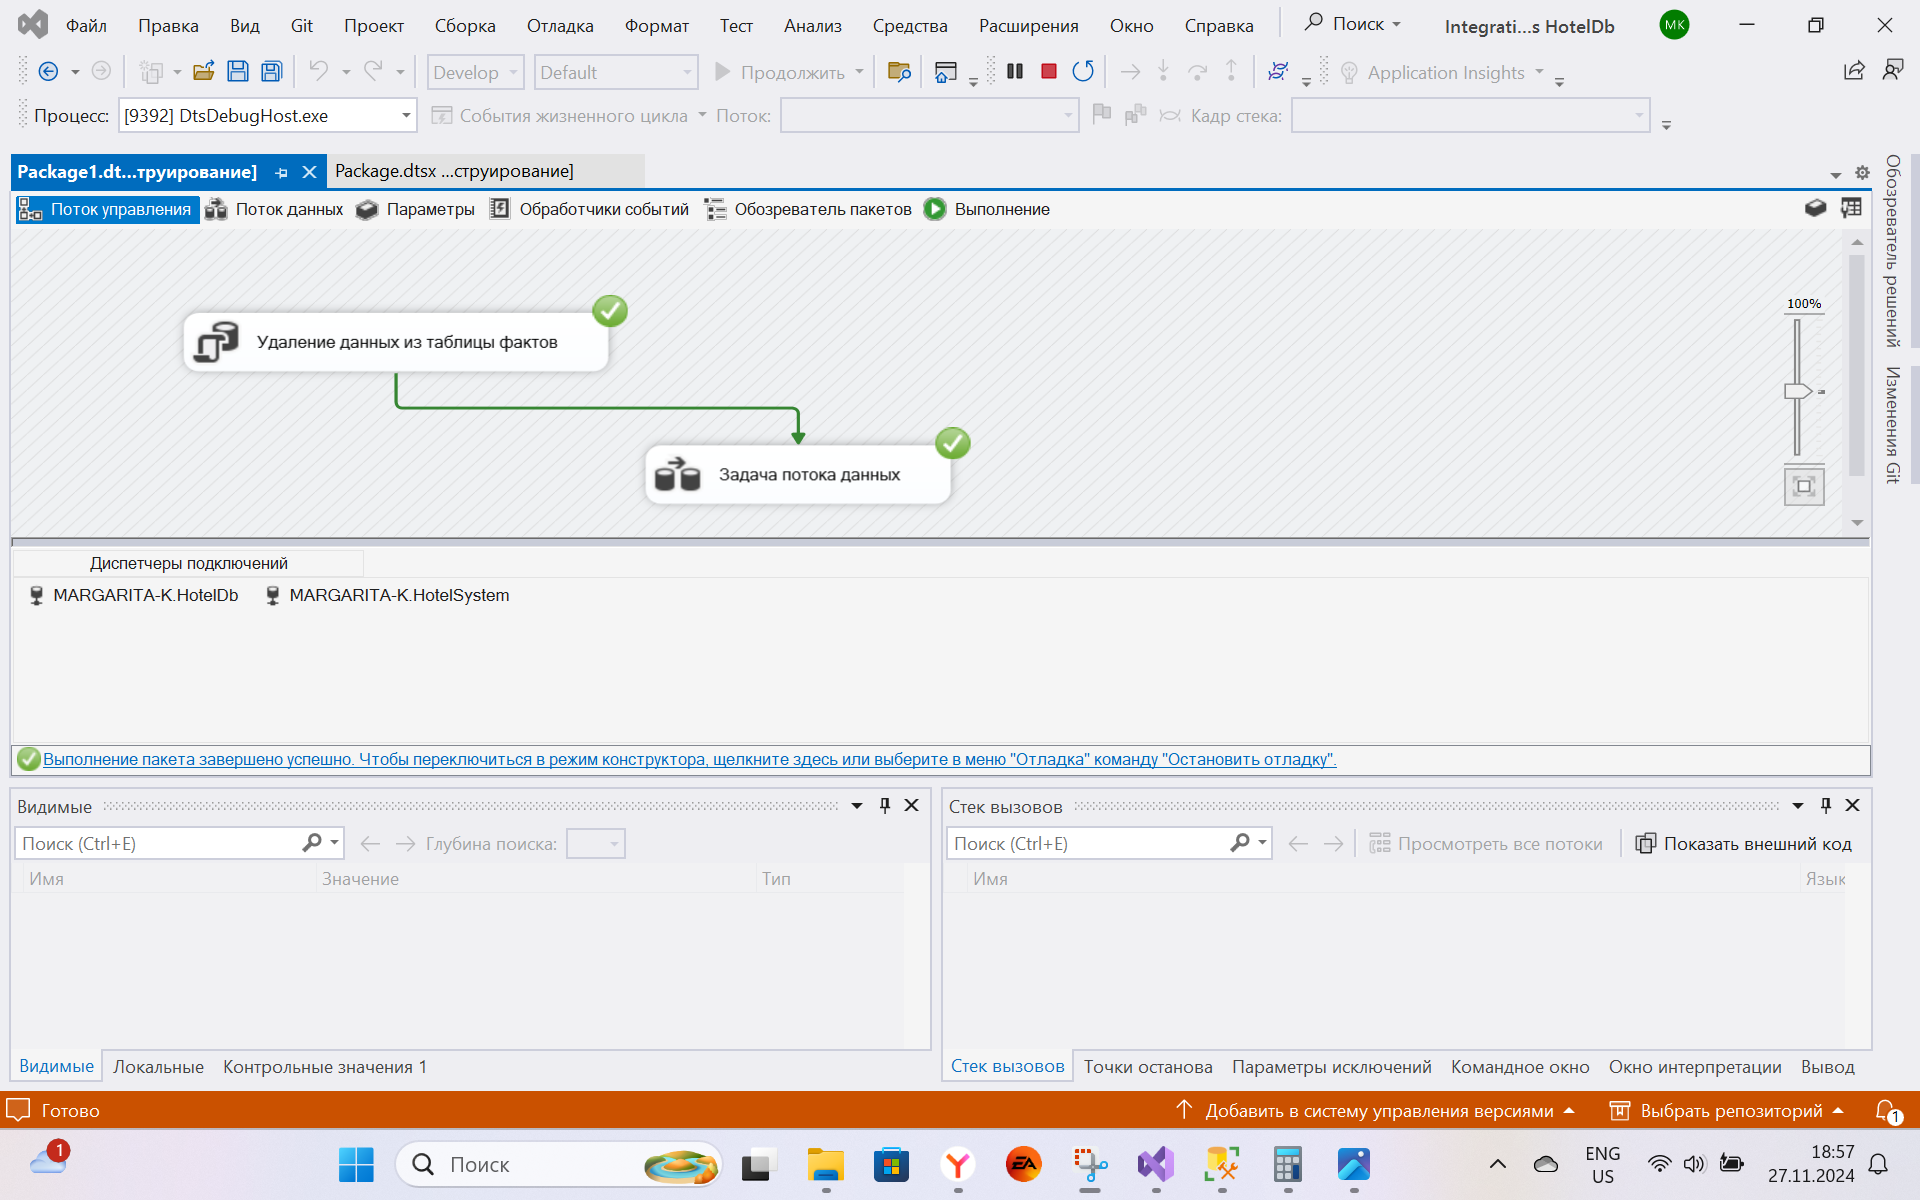 Файл Правка Вид Git Проект Сборка Отладка Формат Тест Анализ Средства Расширения Окно Справка Поиск Integrati...s HotelDb MK
Develop Default Продолжить Application Insights
Процесс: [9392] DtsDebugHost.exe События жизненного цикла Поток: Кадр стека:
Package1.dt...труирование] Package.dtsx ...струирование]
Поток управления Поток данных Параметры Обработчики событий Обозреватель пакетов Выполнение
Обозреватель решений
Изменения Git
100%
Удаление данных из таблицы фактов
Задача потока данных
Диспетчеры подключений
MARGARITA-K.HotelDb MARGARITA-K.HotelSystem
Выполнение пакета завершено успешно. Чтобы переключиться в режим конструктора, щелкните здесь или выберите в меню "Отладка" команду "Остановить отладку".
Видимые
Поиск (Ctrl+E) Глубина поиска:
Имя Значение Тип
Видимые Локальные Контрольные значения 1
Стек вызовов
Поиск (Ctrl+E) Просмотреть все потоки Показать внешний код
Имя Язык
Стек вызовов Точки останова Параметры исключений Командное окно Окно интерпретации Вывод
Готово Добавить в систему управления версиями Выбрать репозиторий 1
1 Поиск EA ENG 18:57
US 27.11.2024